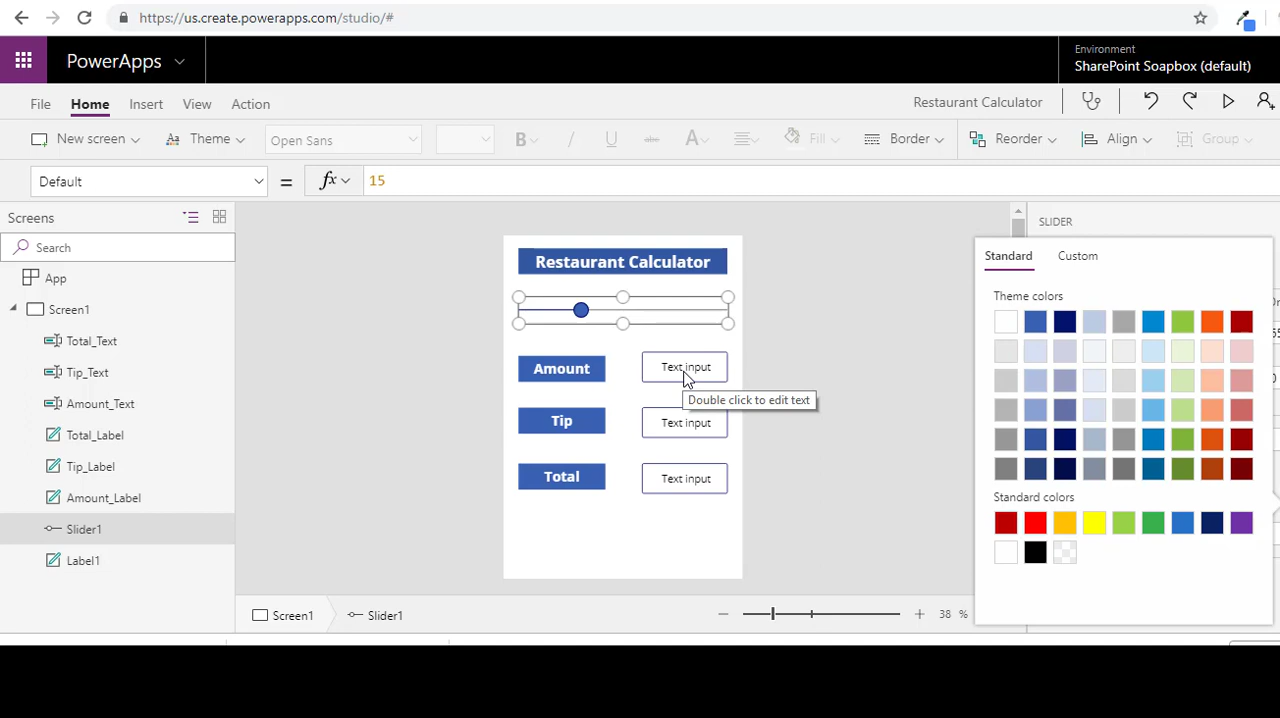 https://us.create.powerapps.com/studio/#
PowerApps
Environment
SharePoint Soapbox (default)
File Home Insert View Action
Restaurant Calculator
New screen Theme Open Sans B / U abc A Fill Border Reorder Align Group
Default = fx 15
Screens
Search
App
Screen1
Total_Text
Tip_Text
Amount_Text
Total_Label
Tip_Label
Amount_Label
Slider1
Label1
Restaurant Calculator
Amount Text input
Double click to edit text
Tip Text input
Total Text input
Screen1 Slider1
38 %
SLIDER
Standard Custom
Theme colors
Standard colors